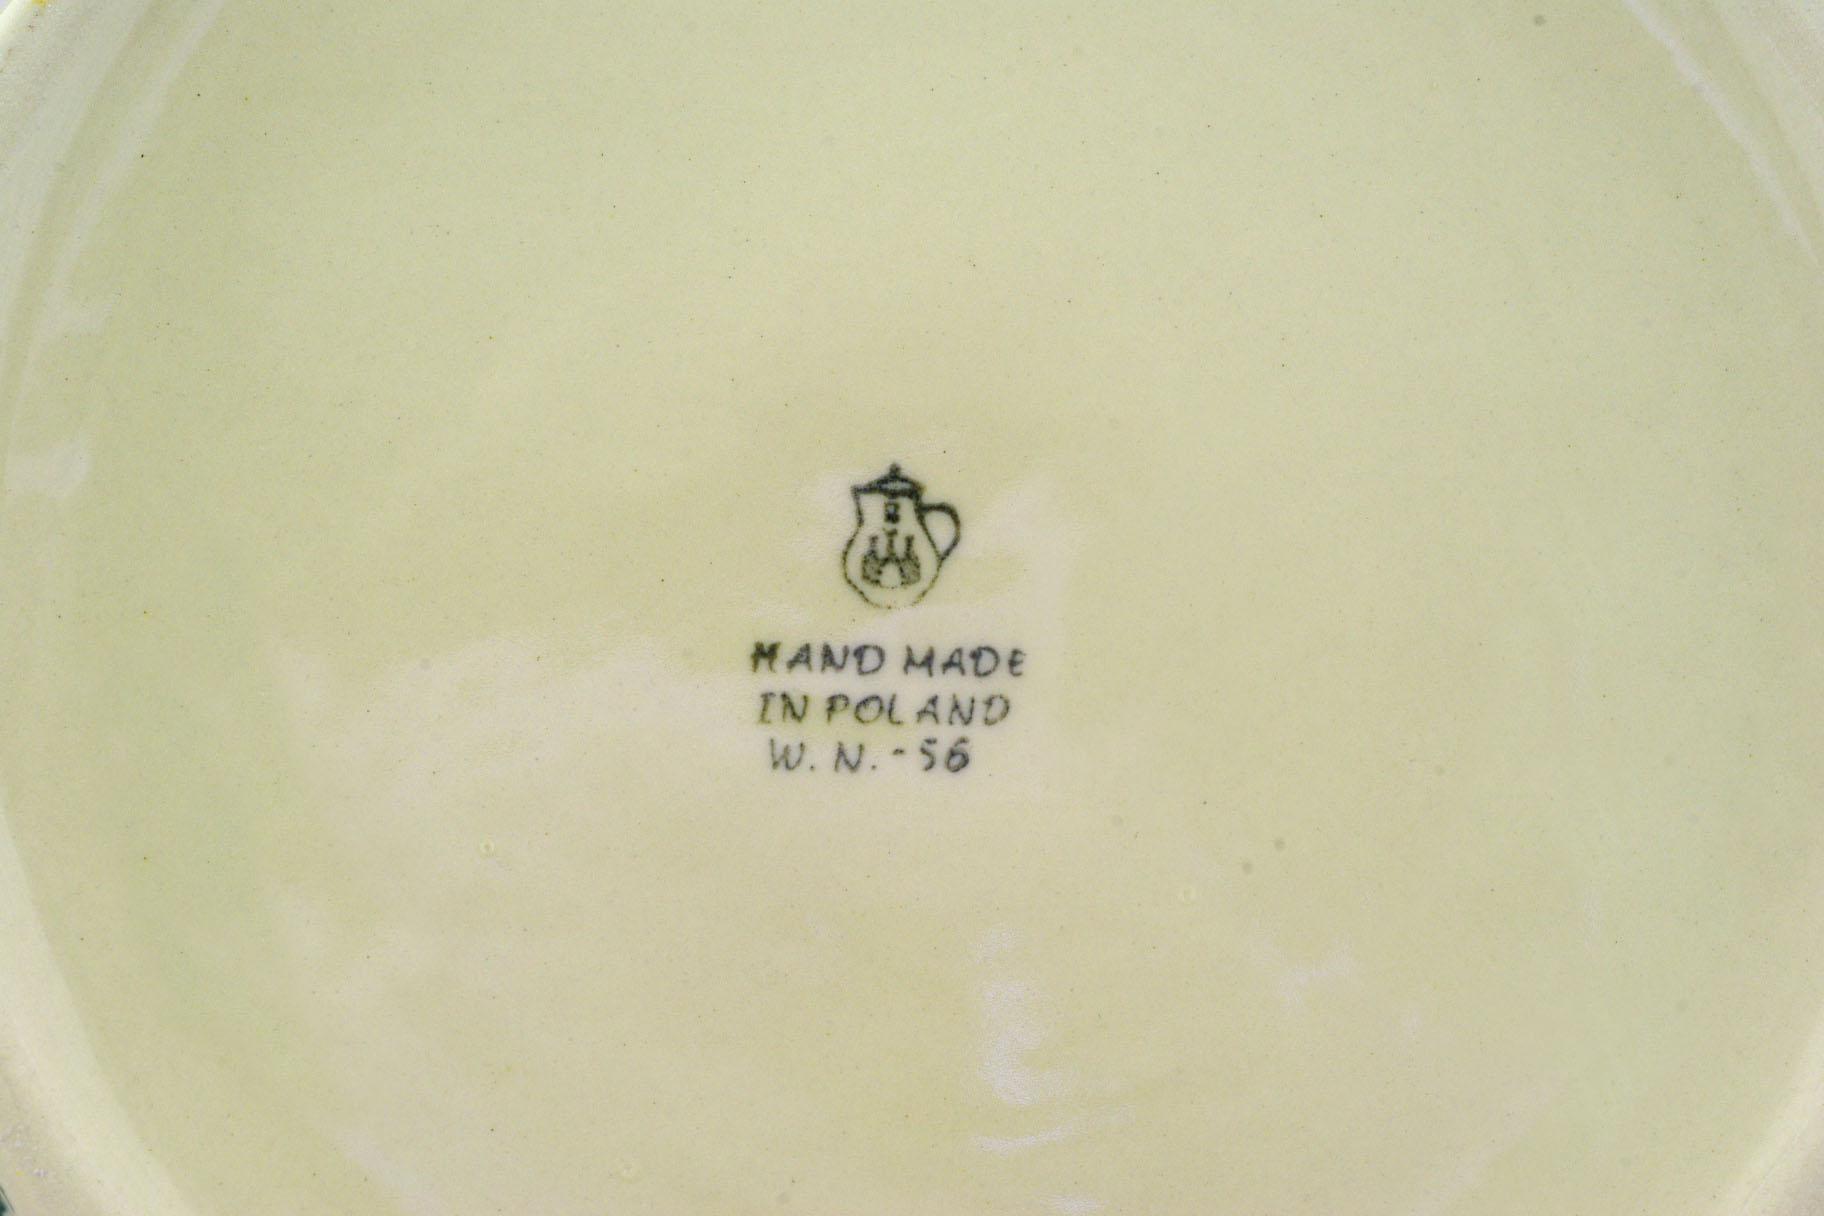 HAND MADE
IN POLAND
W. N. - 56